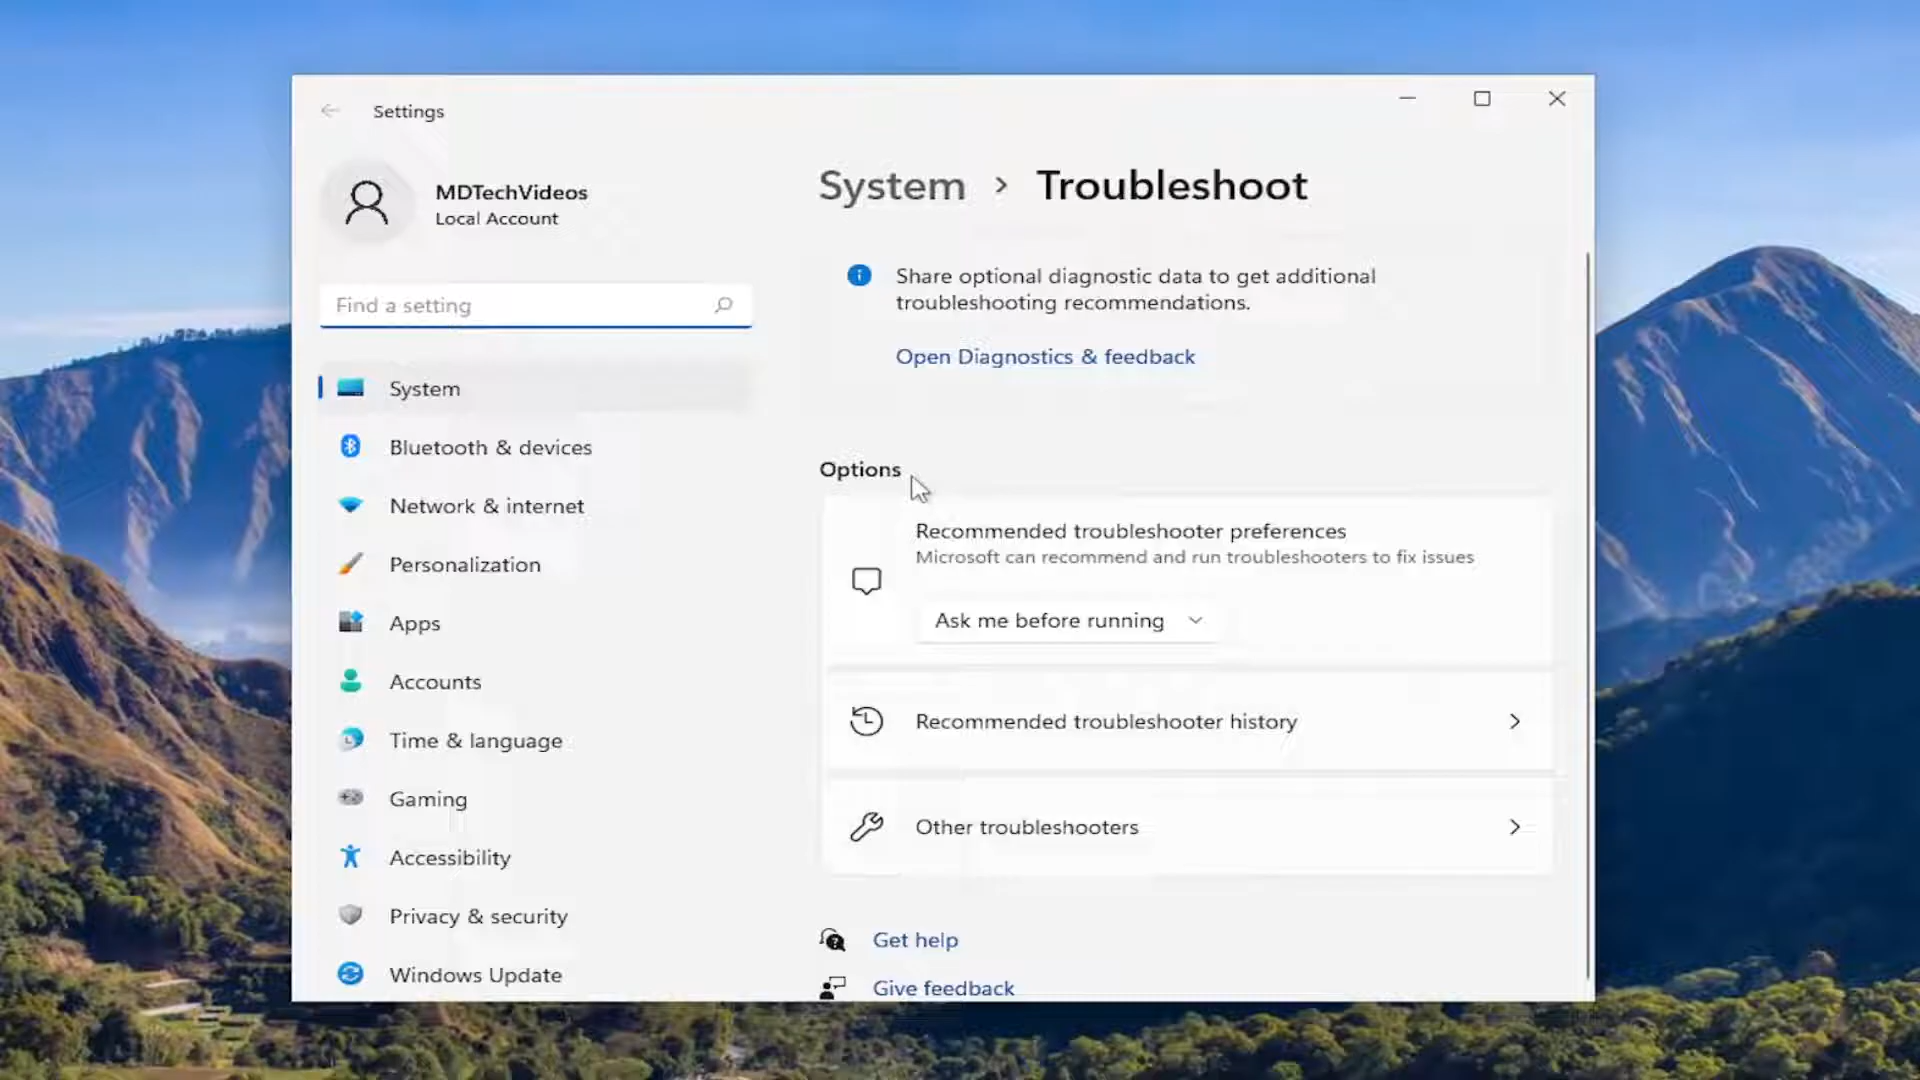 Settings
MDTechVideos
Local Account
Find a setting
System
Bluetooth & devices
Network & internet
Personalization
Apps
Accounts
Time & language
Gaming
Accessibility
Privacy & security
Windows Update
System > Troubleshoot
Share optional diagnostic data to get additional
troubleshooting recommendations.
Open Diagnostics & feedback
Options
Recommended troubleshooter preferences
Microsoft can recommend and run troubleshooters to fix issues
Ask me before running
Recommended troubleshooter history
Other troubleshooters
Get help
Give feedback